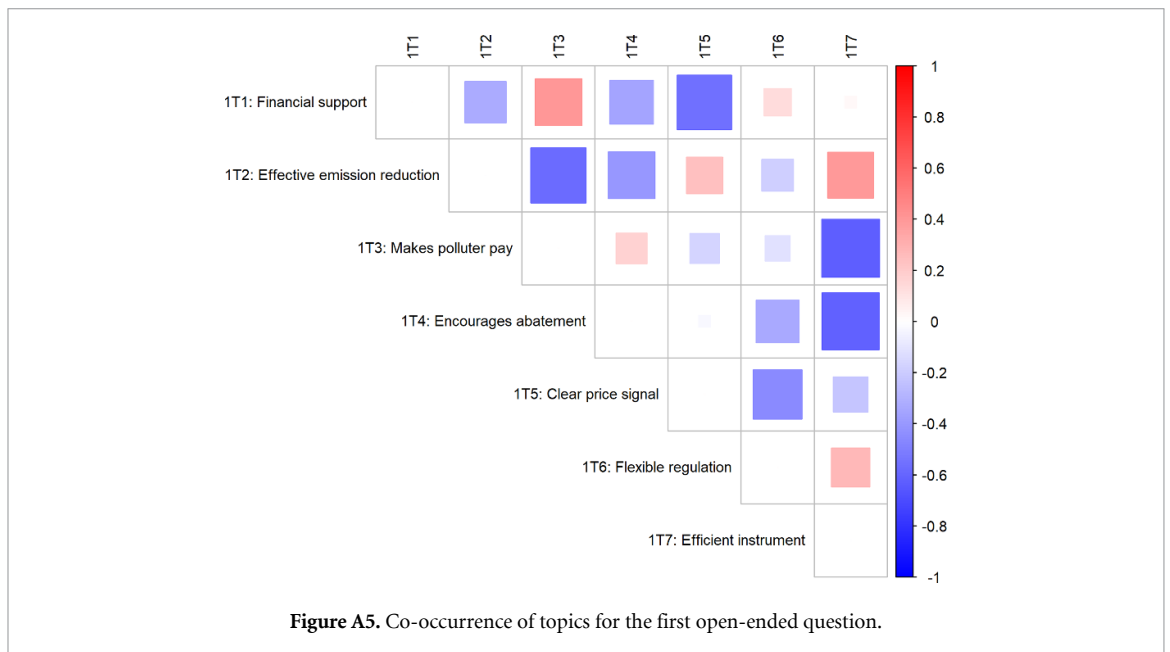 1T1 1T2 1T3 1T4 1T5 1T6 1T7
1T1: Financial support
1T2: Effective emission reduction
1T3: Makes polluter pay
1T4: Encourages abatement
1T5: Clear price signal
1T6: Flexible regulation
1T7: Efficient instrument
1
0.8
0.6
0.4
0.2
0
-0.2
-0.4
-0.6
-0.8
-1
Figure A5. Co-occurrence of topics for the first open-ended question.